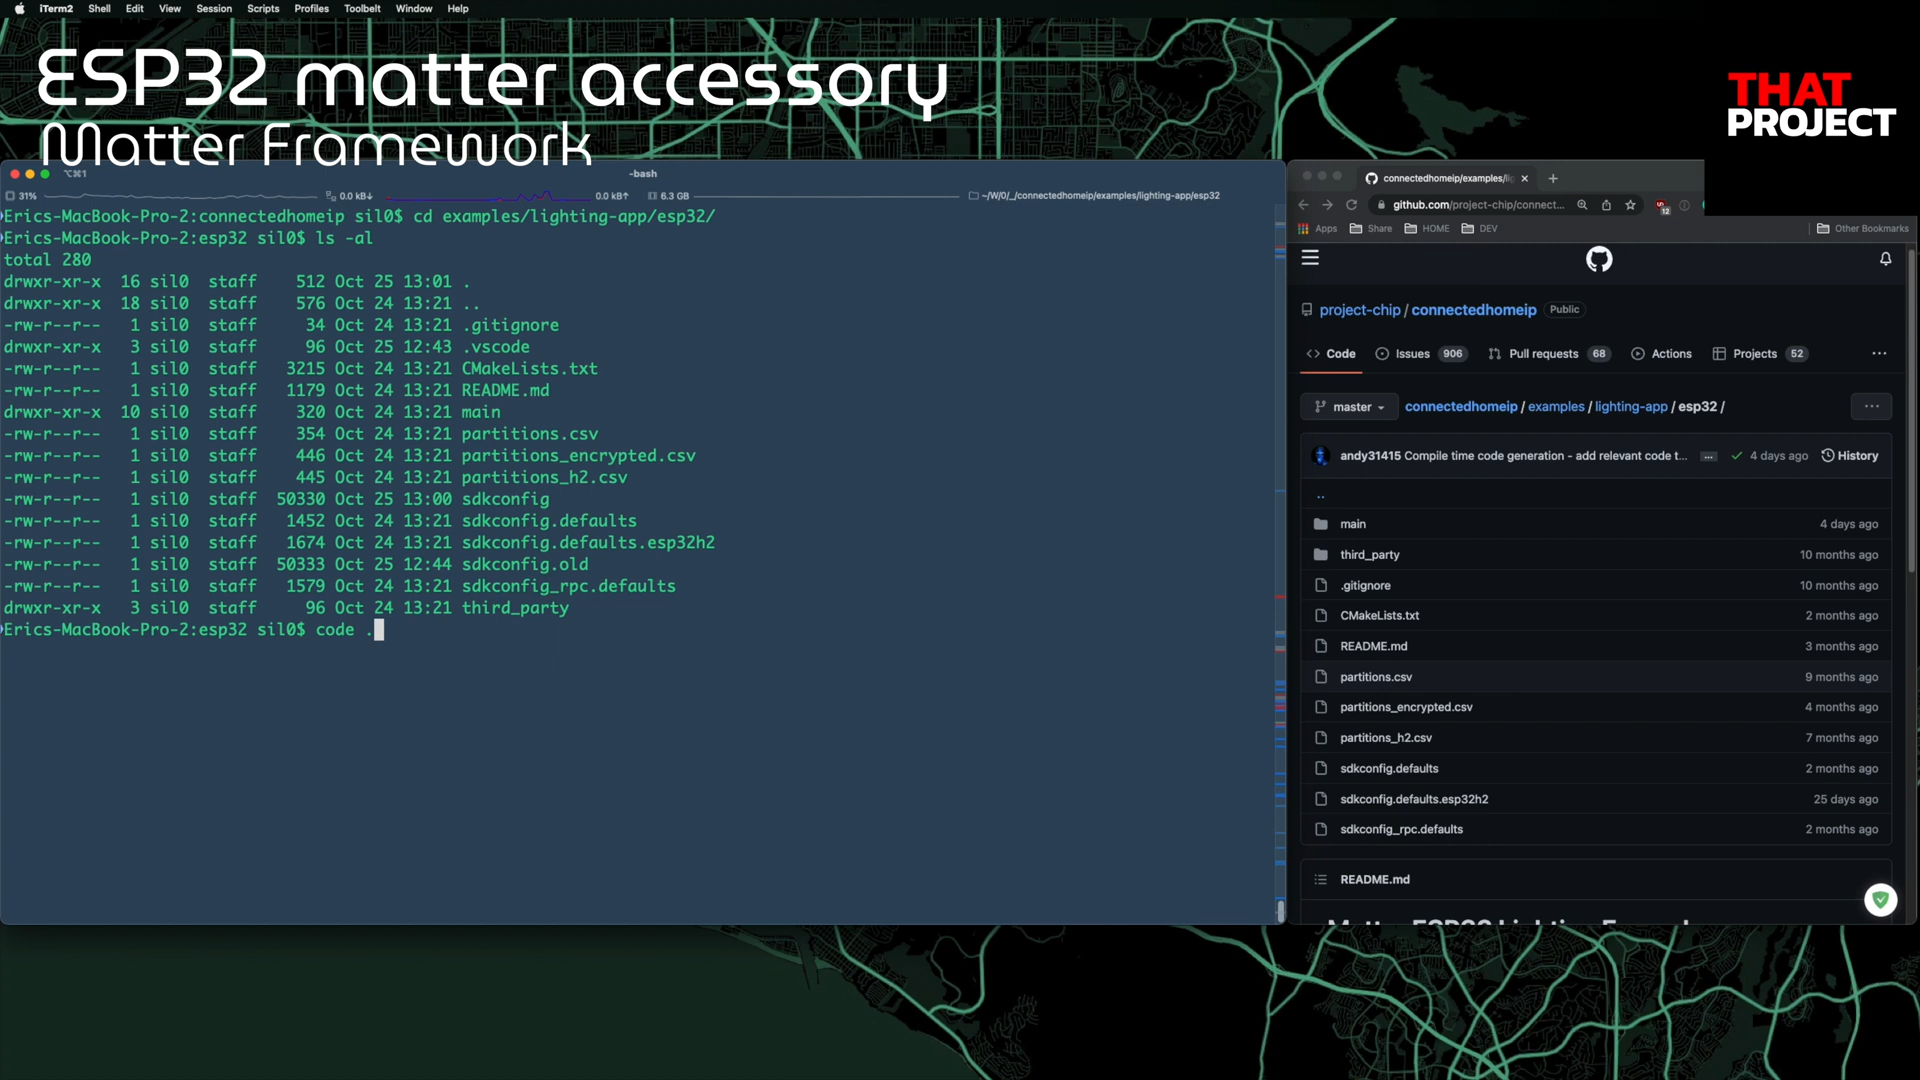 iTerm2 Shell Edit View Session Scripts Profiles Toolbelt Window Help
ESP32 matter accessory
Matter Framework
THAT
PROJECT
⌥⌘1 -bash
31% 0.0 kB↓ 0.0 kB↑ 6.3 GB ~/W/0/_/connectedhomeip/examples/lighting-app/esp32
Erics-MacBook-Pro-2:connectedhomeip sil0$ cd examples/lighting-app/esp32/
Erics-MacBook-Pro-2:esp32 sil0$ ls -al
total 280
drwxr-xr-x 16 sil0 staff 512 Oct 25 13:01 .
drwxr-xr-x 18 sil0 staff 576 Oct 24 13:21 ..
-rw-r--r-- 1 sil0 staff 34 Oct 24 13:21 .gitignore
drwxr-xr-x 3 sil0 staff 96 Oct 25 12:43 .vscode
-rw-r--r-- 1 sil0 staff 3215 Oct 24 13:21 CMakeLists.txt
-rw-r--r-- 1 sil0 staff 1179 Oct 24 13:21 README.md
drwxr-xr-x 10 sil0 staff 320 Oct 24 13:21 main
-rw-r--r-- 1 sil0 staff 354 Oct 24 13:21 partitions.csv
-rw-r--r-- 1 sil0 staff 446 Oct 24 13:21 partitions_encrypted.csv
-rw-r--r-- 1 sil0 staff 445 Oct 24 13:21 partitions_h2.csv
-rw-r--r-- 1 sil0 staff 50330 Oct 25 13:00 sdkconfig
-rw-r--r-- 1 sil0 staff 1452 Oct 24 13:21 sdkconfig.defaults
-rw-r--r-- 1 sil0 staff 1674 Oct 24 13:21 sdkconfig.defaults.esp32h2
-rw-r--r-- 1 sil0 staff 50333 Oct 25 12:44 sdkconfig.old
-rw-r--r-- 1 sil0 staff 1579 Oct 24 13:21 sdkconfig_rpc.defaults
drwxr-xr-x 3 sil0 staff 96 Oct 24 13:21 third_party
Erics-MacBook-Pro-2:esp32 sil0$ code .
connectedhomeip/examples/li
github.com/project-chip/connect... 12
Apps Share HOME DEV Other Bookmarks
project-chip / connectedhomeip Public
Code Issues 906 Pull requests 68 Actions Projects 52 ...
master connectedhomeip / examples / lighting-app / esp32 / ...
andy31415 Compile time code generation - add relevant code t... ... 4 days ago History
..
main 4 days ago
third_party 10 months ago
.gitignore 10 months ago
CMakeLists.txt 2 months ago
README.md 3 months ago
partitions.csv 9 months ago
partitions_encrypted.csv 4 months ago
partitions_h2.csv 7 months ago
sdkconfig.defaults 2 months ago
sdkconfig.defaults.esp32h2 25 days ago
sdkconfig_rpc.defaults 2 months ago
README.md